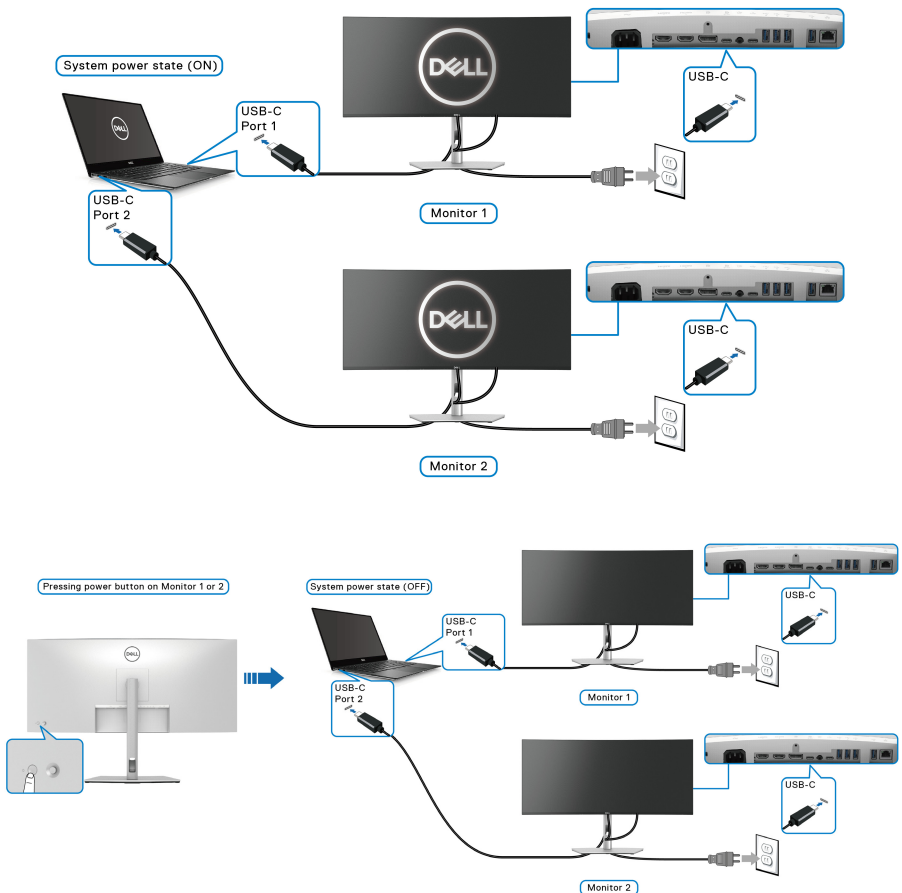 System power state (ON)
DELL
USB-C
DELL
USB-C
Port 1
Monitor 1
USB-C
Port 2
DELL
USB-C
Monitor 2
Pressing power button on Monitor 1 or 2
System power state (OFF)
USB-C
USB-C
Port 1
DELL
USB-C
Port 2
Monitor 1
USB-C
Monitor 2